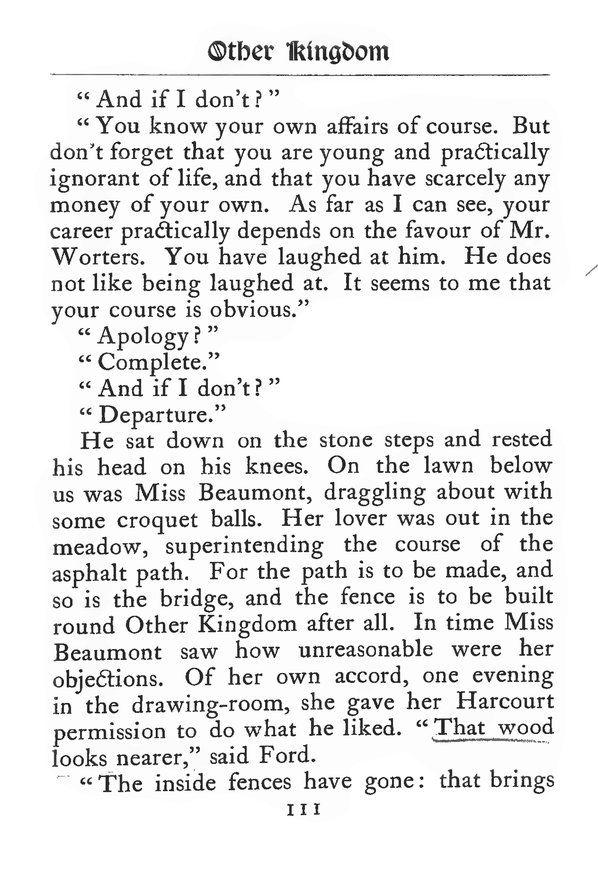 Other Kingdom
“ And if I don’t ? ”
“ You know your own affairs of course. But
don’t forget that you are young and practically
ignorant of life, and that you have scarcely any
money of your own. As far as I can see, your
career practically depends on the favour of Mr.
Worters. You have laughed at him. He does
not like being laughed at. It seems to me that
your course is obvious.”
“ Apology ? ”
“ Complete.”
“ And if I don’t ? ”
“ Departure.”
He sat down on the stone steps and rested
his head on his knees. On the lawn below
us was Miss Beaumont, draggling about with
some croquet balls. Her lover was out in the
meadow, superintending the course of the
asphalt path. For the path is to be made, and
so is the bridge, and the fence is to be built
round Other Kingdom after all. In time Miss
Beaumont saw how unreasonable were her
objections. Of her own accord, one evening
in the drawing-room, she gave her Harcourt
permission to do what he liked. “ That wood
looks nearer,” said Ford.
“ The inside fences have gone : that brings
111